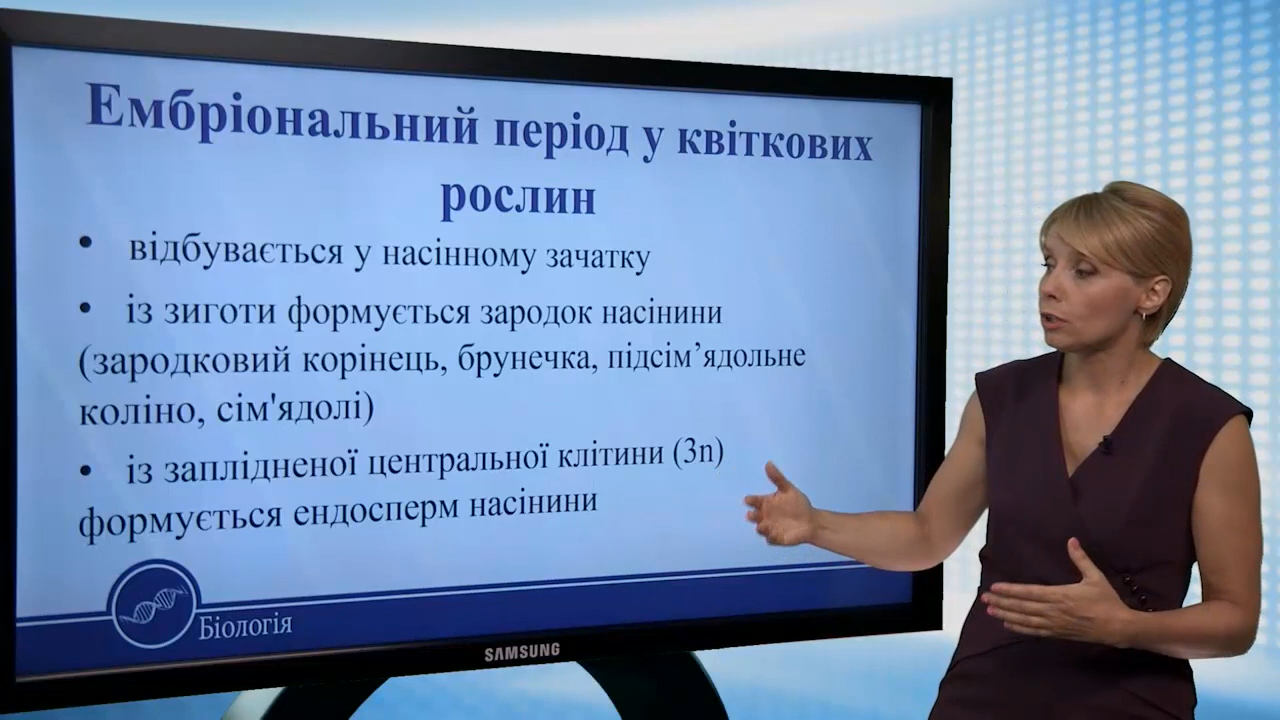 Ембріональний період у квіткових
рослин
• відбувається у насінному зачатку
• із зиготи формується зародок насінини
(зародковий корінець, брунечка, підсім’ядольне
коліно, сім'ядолі)
• із заплідненої центральної клітини (3n)
формується ендосперм насінини
Біологія
SAMSUNG